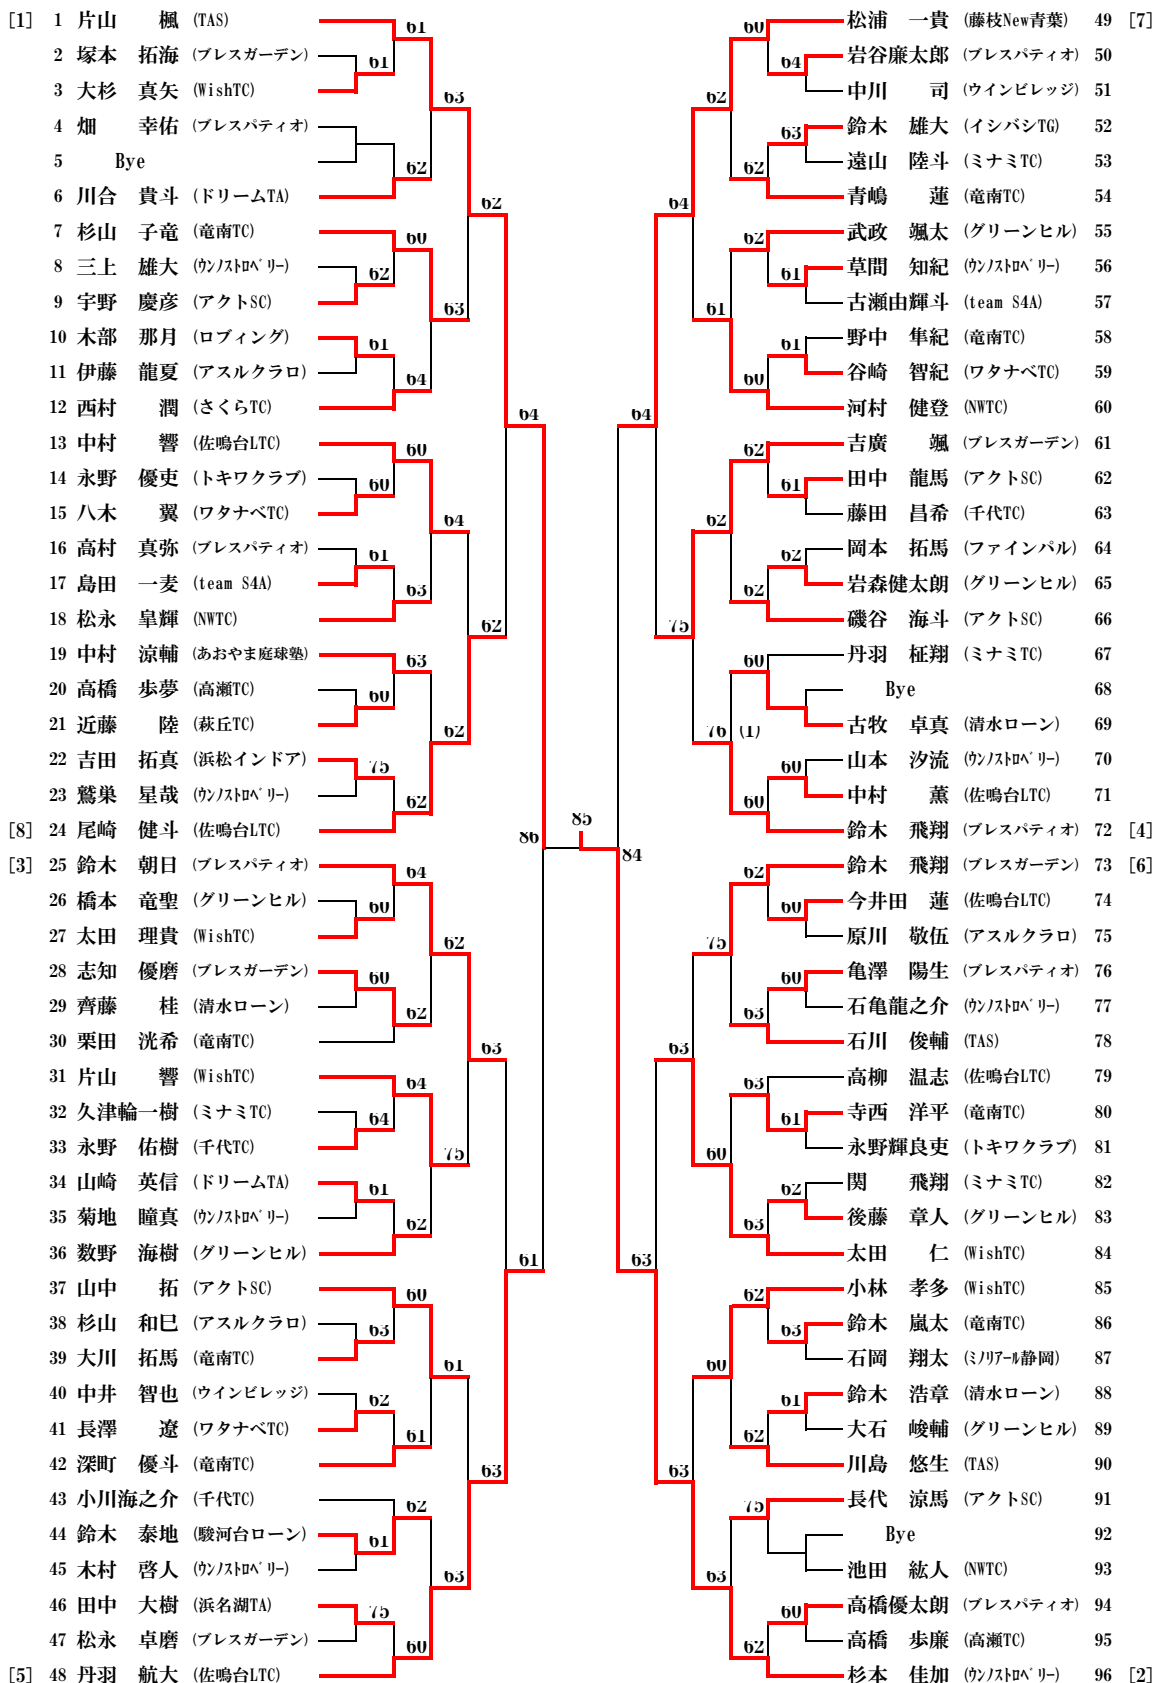 [1] 1 片山　　楓 (TAS)
2 塚本　拓海 (ブレスガーデン)
3 大杉　真矢 (WishTC)
4 畑　　幸佑 (ブレスパティオ)
5 Bye
6 川合　貴斗 (ドリームTA)
7 杉山　子竜 (竜南TC)
8 三上　雄大 (ウンノストロベリー)
9 宇野　慶彦 (アクトSC)
10 木部　那月 (ロブィング)
11 伊藤　龍夏 (アスルクラロ)
12 西村　　潤 (さくらTC)
13 中村　　響 (佐鳴台LTC)
14 永野　優吏 (トキワクラブ)
15 八木　　翼 (ワタナベTC)
16 高村　真弥 (ブレスパティオ)
17 島田　一麦 (team S4A)
18 松永　皐輝 (NWTC)
19 中村　涼輔 (あおやま庭球塾)
20 高橋　歩夢 (高瀬TC)
21 近藤　　陸 (萩丘TC)
22 吉田　拓真 (浜松インドア)
23 鷲巣　星哉 (ウンノストロベリー)
[8] 24 尾崎　健斗 (佐鳴台LTC)
[3] 25 鈴木　朝日 (ブレスパティオ)
26 橋本　竜聖 (グリーンヒル)
27 太田　理貴 (WishTC)
28 志知　優磨 (ブレスガーデン)
29 齊藤　　桂 (清水ローン)
30 栗田　洸希 (竜南TC)
31 片山　　響 (WishTC)
32 久津輪一樹 (ミナミTC)
33 永野　佑樹 (千代TC)
34 山崎　英信 (ドリームTA)
35 菊地　瞳真 (ウンノストロベリー)
36 数野　海樹 (グリーンヒル)
37 山中　　拓 (アクトSC)
38 杉山　和巳 (アスルクラロ)
39 大川　拓馬 (竜南TC)
40 中井　智也 (ウインビレッジ)
41 長澤　　遼 (ワタナベTC)
42 深町　優斗 (竜南TC)
43 小川海之介 (千代TC)
44 鈴木　泰地 (駿河台ローン)
45 木村　啓人 (ウンノストロベリー)
46 田中　大樹 (浜名湖TA)
47 松永　卓磨 (ブレスガーデン)
[5] 48 丹羽　航大 (佐鳴台LTC)
61 61 62 60 62 61 64 60 60 61 63 63 60 75 62
64 60 60 62 64 64 61 62 60 63 62 61 62 61 75 60
63 63 64 62 62 75 61 63
62 62 63 63
64 61
86
85
84
64 63
64 75 63 63
62 61 62 76 (1) 75 60 60 63
60 64 63 62 62 61 61 60 62 61 62 62 60 60 60
62 60 60 63 63 61 62 63 62 63 61 62 75 60 62
松浦　一貴 (藤枝New青葉) 49 [7]
岩谷廉太郎 (ブレスパティオ) 50
中川　　司 (ウインビレッジ) 51
鈴木　雄大 (イシバシTG) 52
遠山　陸斗 (ミナミTC) 53
青嶋　　蓮 (竜南TC) 54
武政　颯太 (グリーンヒル) 55
草間　知紀 (ウンノストロベリー) 56
古瀬由輝斗 (team S4A) 57
野中　隼紀 (竜南TC) 58
谷崎　智紀 (ワタナベTC) 59
河村　健登 (NWTC) 60
吉廣　　颯 (ブレスガーデン) 61
田中　龍馬 (アクトSC) 62
藤田　昌希 (千代TC) 63
岡本　拓馬 (ファインパル) 64
岩森健太朗 (グリーンヒル) 65
磯谷　海斗 (アクトSC) 66
丹羽　柾翔 (ミナミTC) 67
Bye 68
古牧　卓真 (清水ローン) 69
山本　汐流 (ウンノストロベリー) 70
中村　　薫 (佐鳴台LTC) 71
鈴木　飛翔 (ブレスパティオ) 72 [4]
鈴木　飛翔 (ブレスガーデン) 73 [6]
今井田　蓮 (佐鳴台LTC) 74
原川　敬伍 (アスルクラロ) 75
亀澤　陽生 (ブレスパティオ) 76
石亀龍之介 (ウンノストロベリー) 77
石川　俊輔 (TAS) 78
高柳　温志 (佐鳴台LTC) 79
寺西　洋平 (竜南TC) 80
永野輝良吏 (トキワクラブ) 81
関　　飛翔 (ミナミTC) 82
後藤　章人 (グリーンヒル) 83
太田　　仁 (WishTC) 84
小林　孝多 (WishTC) 85
鈴木　嵐太 (竜南TC) 86
石岡　翔太 (ミノリアール静岡) 87
鈴木　浩章 (清水ローン) 88
大石　峻輔 (グリーンヒル) 89
川島　悠生 (TAS) 90
長代　涼馬 (アクトSC) 91
Bye 92
池田　紘人 (NWTC) 93
高橋優太朗 (ブレスパティオ) 94
高橋　歩廉 (高瀬TC) 95
杉本　佳加 (ウンノストロベリー) 96 [2]